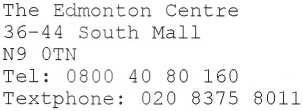 The Edmonton Centre
36-44 South Mall
N9 0TN
Tel: 0800 40 80 160
Textphone: 020 8375 8011